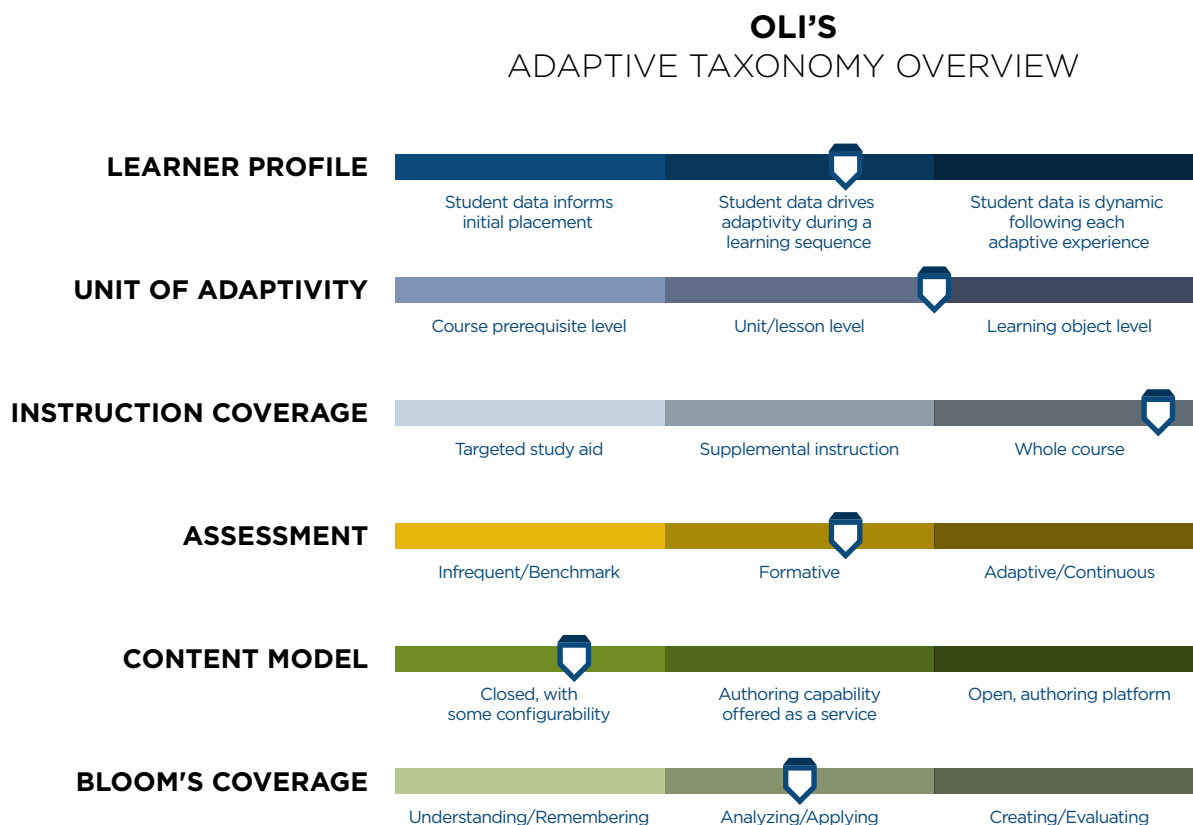 OLI’S
ADAPTIVE TAXONOMY OVERVIEW
LEARNER PROFILE
Student data informs
initial placement
Student data drives
adaptivity during a
learning sequence
Student data is dynamic
following each
adaptive experience
UNIT OF ADAPTIVITY
Course prerequisite level
Unit/lesson level
Learning object level
INSTRUCTION COVERAGE
Targeted study aid
Supplemental instruction
Whole course
ASSESSMENT
Infrequent/Benchmark
Formative
Adaptive/Continuous
CONTENT MODEL
Closed, with
some configurability
Authoring capability
offered as a service
Open, authoring platform
BLOOM'S COVERAGE
Understanding/Remembering
Analyzing/Applying
Creating/Evaluating